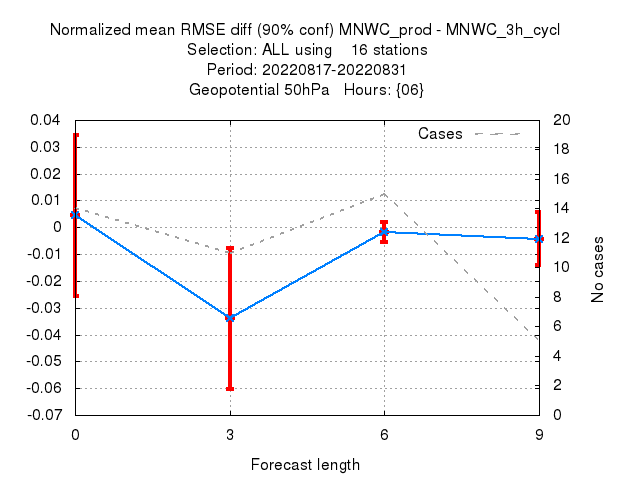 Normalized mean RMSE diff (90% conf) MNWC_prod - MNWC_3h_cycl
Selection: ALL using 16 stations
Period: 20220817-20220831
Geopotential 50hPa Hours: {06}
Cases
0.04
0.03
0.02
0.01
0
-0.01
-0.02
-0.03
-0.04
-0.05
-0.06
-0.07
20
18
16
14
12
10
8
6
4
2
0
No cases
0 3 6 9
Forecast length